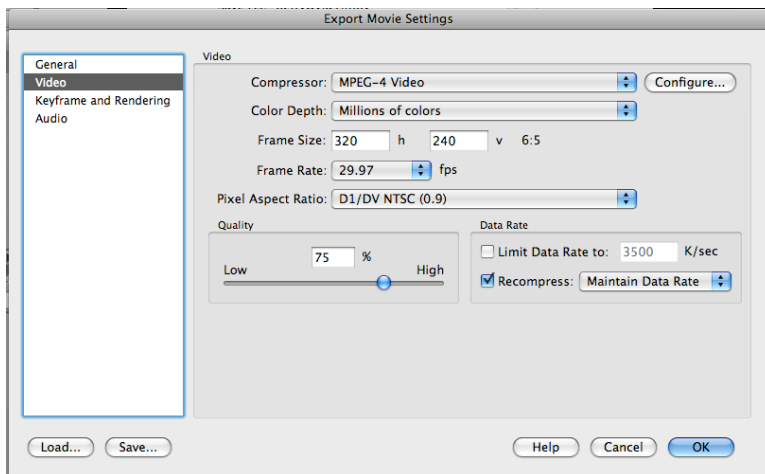 Export Movie Settings
General
Video
Keyframe and Rendering
Audio
Video
Compressor: MPEG-4 Video Configure...
Color Depth: Millions of colors
Frame Size: 320 h 240 v 6:5
Frame Rate: 29.97 fps
Pixel Aspect Ratio: D1/DV NTSC (0.9)
Quality
75 %
Low High
Data Rate
Limit Data Rate to: 3500 K/sec
Recompress: Maintain Data Rate
Load... Save... Help Cancel OK